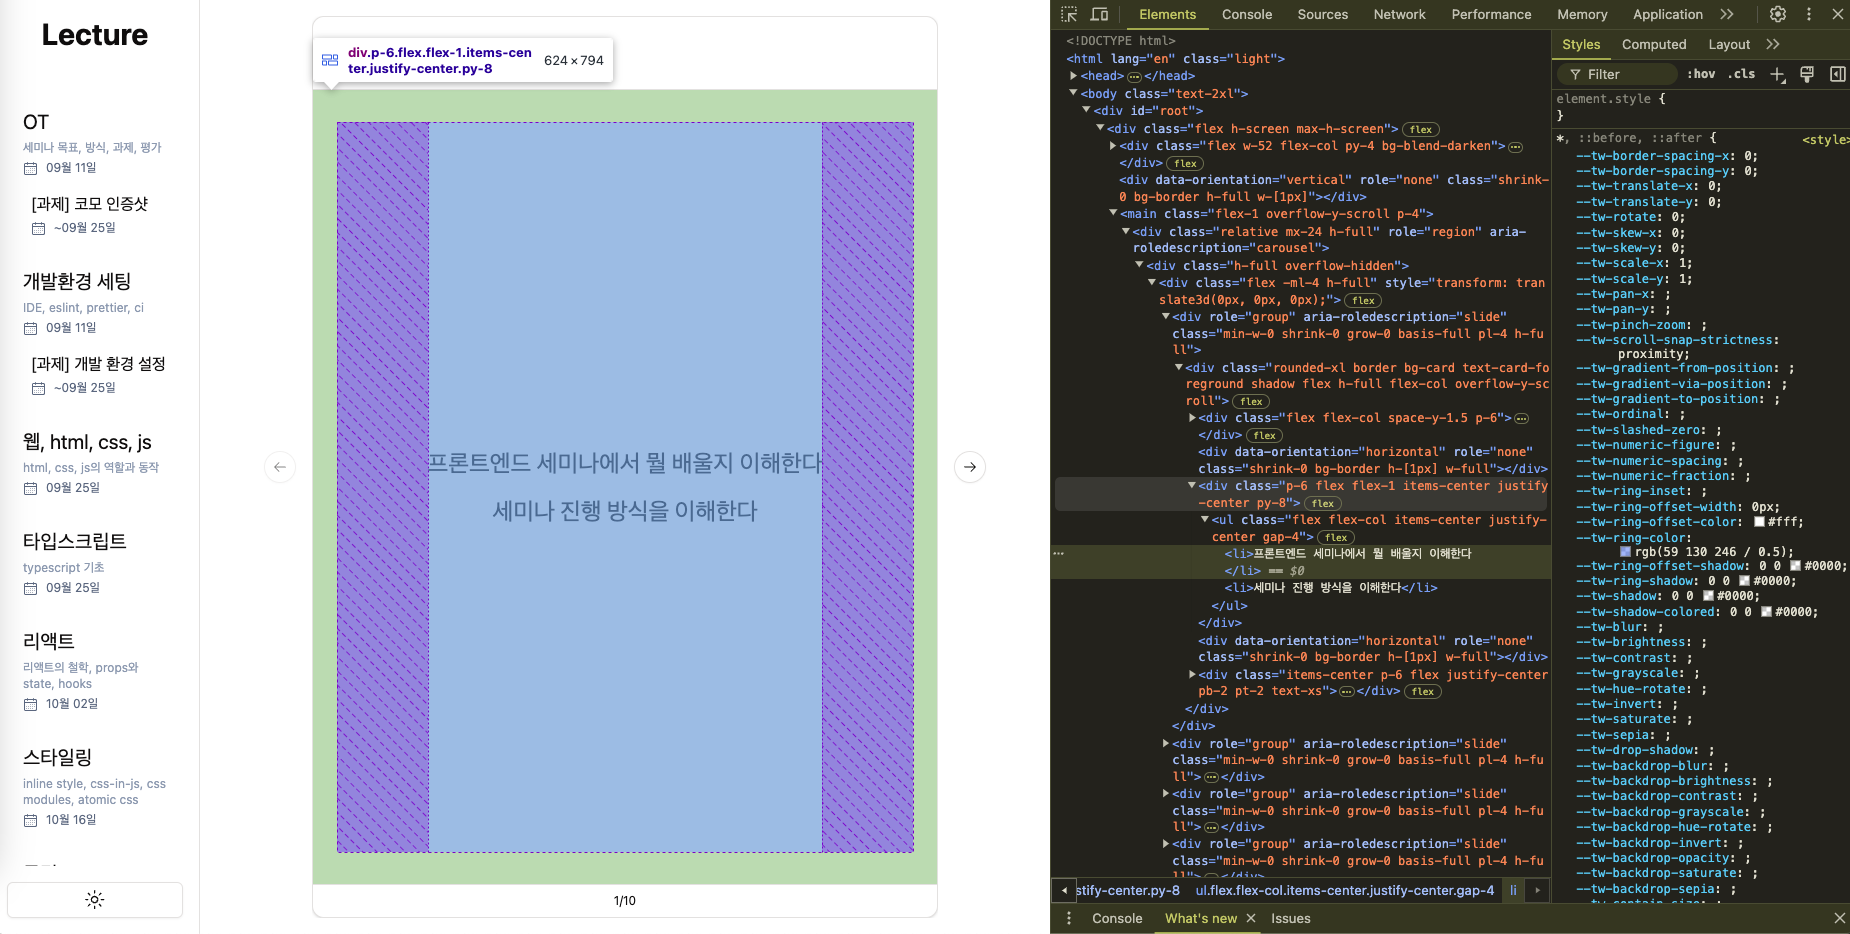 Lecture
OT
세미나 목표, 방식, 과제, 평가
09월 11일
[과제] 코모 인증샷
~09월 25일
개발환경 세팅
IDE, eslint, prettier, ci
09월 11일
[과제] 개발 환경 설정
~09월 25일
웹, html, css, js
html, css, js의 역할과 동작
09월 25일
타입스크립트
typescript 기초
09월 25일
리액트
리액트의 철학, props와
state, hooks
10월 02일
스타일링
inline style, css-in-js, css
modules, atomic css
10월 16일
div.p-6.flex.flex-1.items-cen
ter.justify-center.py-8
624 × 794
프론트엔드 세미나에서 뭘 배울지 이해한다
세미나 진행 방식을 이해한다
1/10
Elements Console Sources Network Performance Memory Application
<!DOCTYPE html>
<html lang="en" class="light">
<head> </head>
<body class="text-2xl">
<div id="root">
<div class="flex h-screen max-h-screen"> flex
<div class="flex w-52 flex-col py-4 bg-blend-darken">
</div> flex
<div data-orientation="vertical" role="none" class="shrink-
0 bg-border h-full w-[1px]"></div>
<main class="flex-1 overflow-y-scroll p-4">
<div class="relative mx-24 h-full" role="region" aria-
roledescription="carousel">
<div class="h-full overflow-hidden">
<div class="flex -ml-4 h-full" style="transform: tran
slate3d(0px, 0px, 0px);"> flex
<div role="group" aria-roledescription="slide"
class="min-w-0 shrink-0 grow-0 basis-full pl-4 h-fu
ll">
<div class="rounded-xl border bg-card text-card-fo
reground shadow flex h-full flex-col overflow-y-sc
roll"> flex
<div class="flex flex-col space-y-1.5 p-6">
</div> flex
<div data-orientation="horizontal" role="none"
class="shrink-0 bg-border h-[1px] w-full"></div>
<div class="p-6 flex flex-1 items-center justify
-center py-8"> flex
<ul class="flex flex-col items-center justify-
center gap-4"> flex
<li>프론트엔드 세미나에서 뭘 배울지 이해한다
</li> == $0
<li>세미나 진행 방식을 이해한다</li>
</ul>
</div>
<div data-orientation="horizontal" role="none"
class="shrink-0 bg-border h-[1px] w-full"></div>
<div class="items-center p-6 flex justify-center
pb-2 pt-2 text-xs"> </div> flex
</div>
</div>
<div role="group" aria-roledescription="slide"
class="min-w-0 shrink-0 grow-0 basis-full pl-4 h-fu
ll"> </div>
<div role="group" aria-roledescription="slide"
class="min-w-0 shrink-0 grow-0 basis-full pl-4 h-fu
ll"> </div>
<div role="group" aria-roledescription="slide"
class="min-w-0 shrink-0 grow-0 basis-full pl-4 h-fu
stify-center.py-8 ul.flex.flex-col.items-center.justify-center.gap-4 li
Styles Computed Layout
Filter :hov .cls
element.style {
}
*, ::before, ::after { <style>
--tw-border-spacing-x: 0;
--tw-border-spacing-y: 0;
--tw-translate-x: 0;
--tw-translate-y: 0;
--tw-rotate: 0;
--tw-skew-x: 0;
--tw-skew-y: 0;
--tw-scale-x: 1;
--tw-scale-y: 1;
--tw-pan-x: ;
--tw-pan-y: ;
--tw-pinch-zoom: ;
--tw-scroll-snap-strictness:
proximity;
--tw-gradient-from-position: ;
--tw-gradient-via-position: ;
--tw-gradient-to-position: ;
--tw-ordinal: ;
--tw-slashed-zero: ;
--tw-numeric-figure: ;
--tw-numeric-spacing: ;
--tw-numeric-fraction: ;
--tw-ring-inset: ;
--tw-ring-offset-width: 0px;
--tw-ring-offset-color: #fff;
--tw-ring-color:
rgb(59 130 246 / 0.5);
--tw-ring-offset-shadow: 0 0 #0000;
--tw-ring-shadow: 0 0 #0000;
--tw-shadow: 0 0 #0000;
--tw-shadow-colored: 0 0 #0000;
--tw-blur: ;
--tw-brightness: ;
--tw-contrast: ;
--tw-grayscale: ;
--tw-hue-rotate: ;
--tw-invert: ;
--tw-saturate: ;
--tw-sepia: ;
--tw-drop-shadow: ;
--tw-backdrop-blur: ;
--tw-backdrop-brightness: ;
--tw-backdrop-contrast: ;
--tw-backdrop-grayscale: ;
--tw-backdrop-hue-rotate: ;
--tw-backdrop-invert: ;
--tw-backdrop-opacity: ;
--tw-backdrop-saturate: ;
--tw-backdrop-sepia: ;
Console What's new Issues